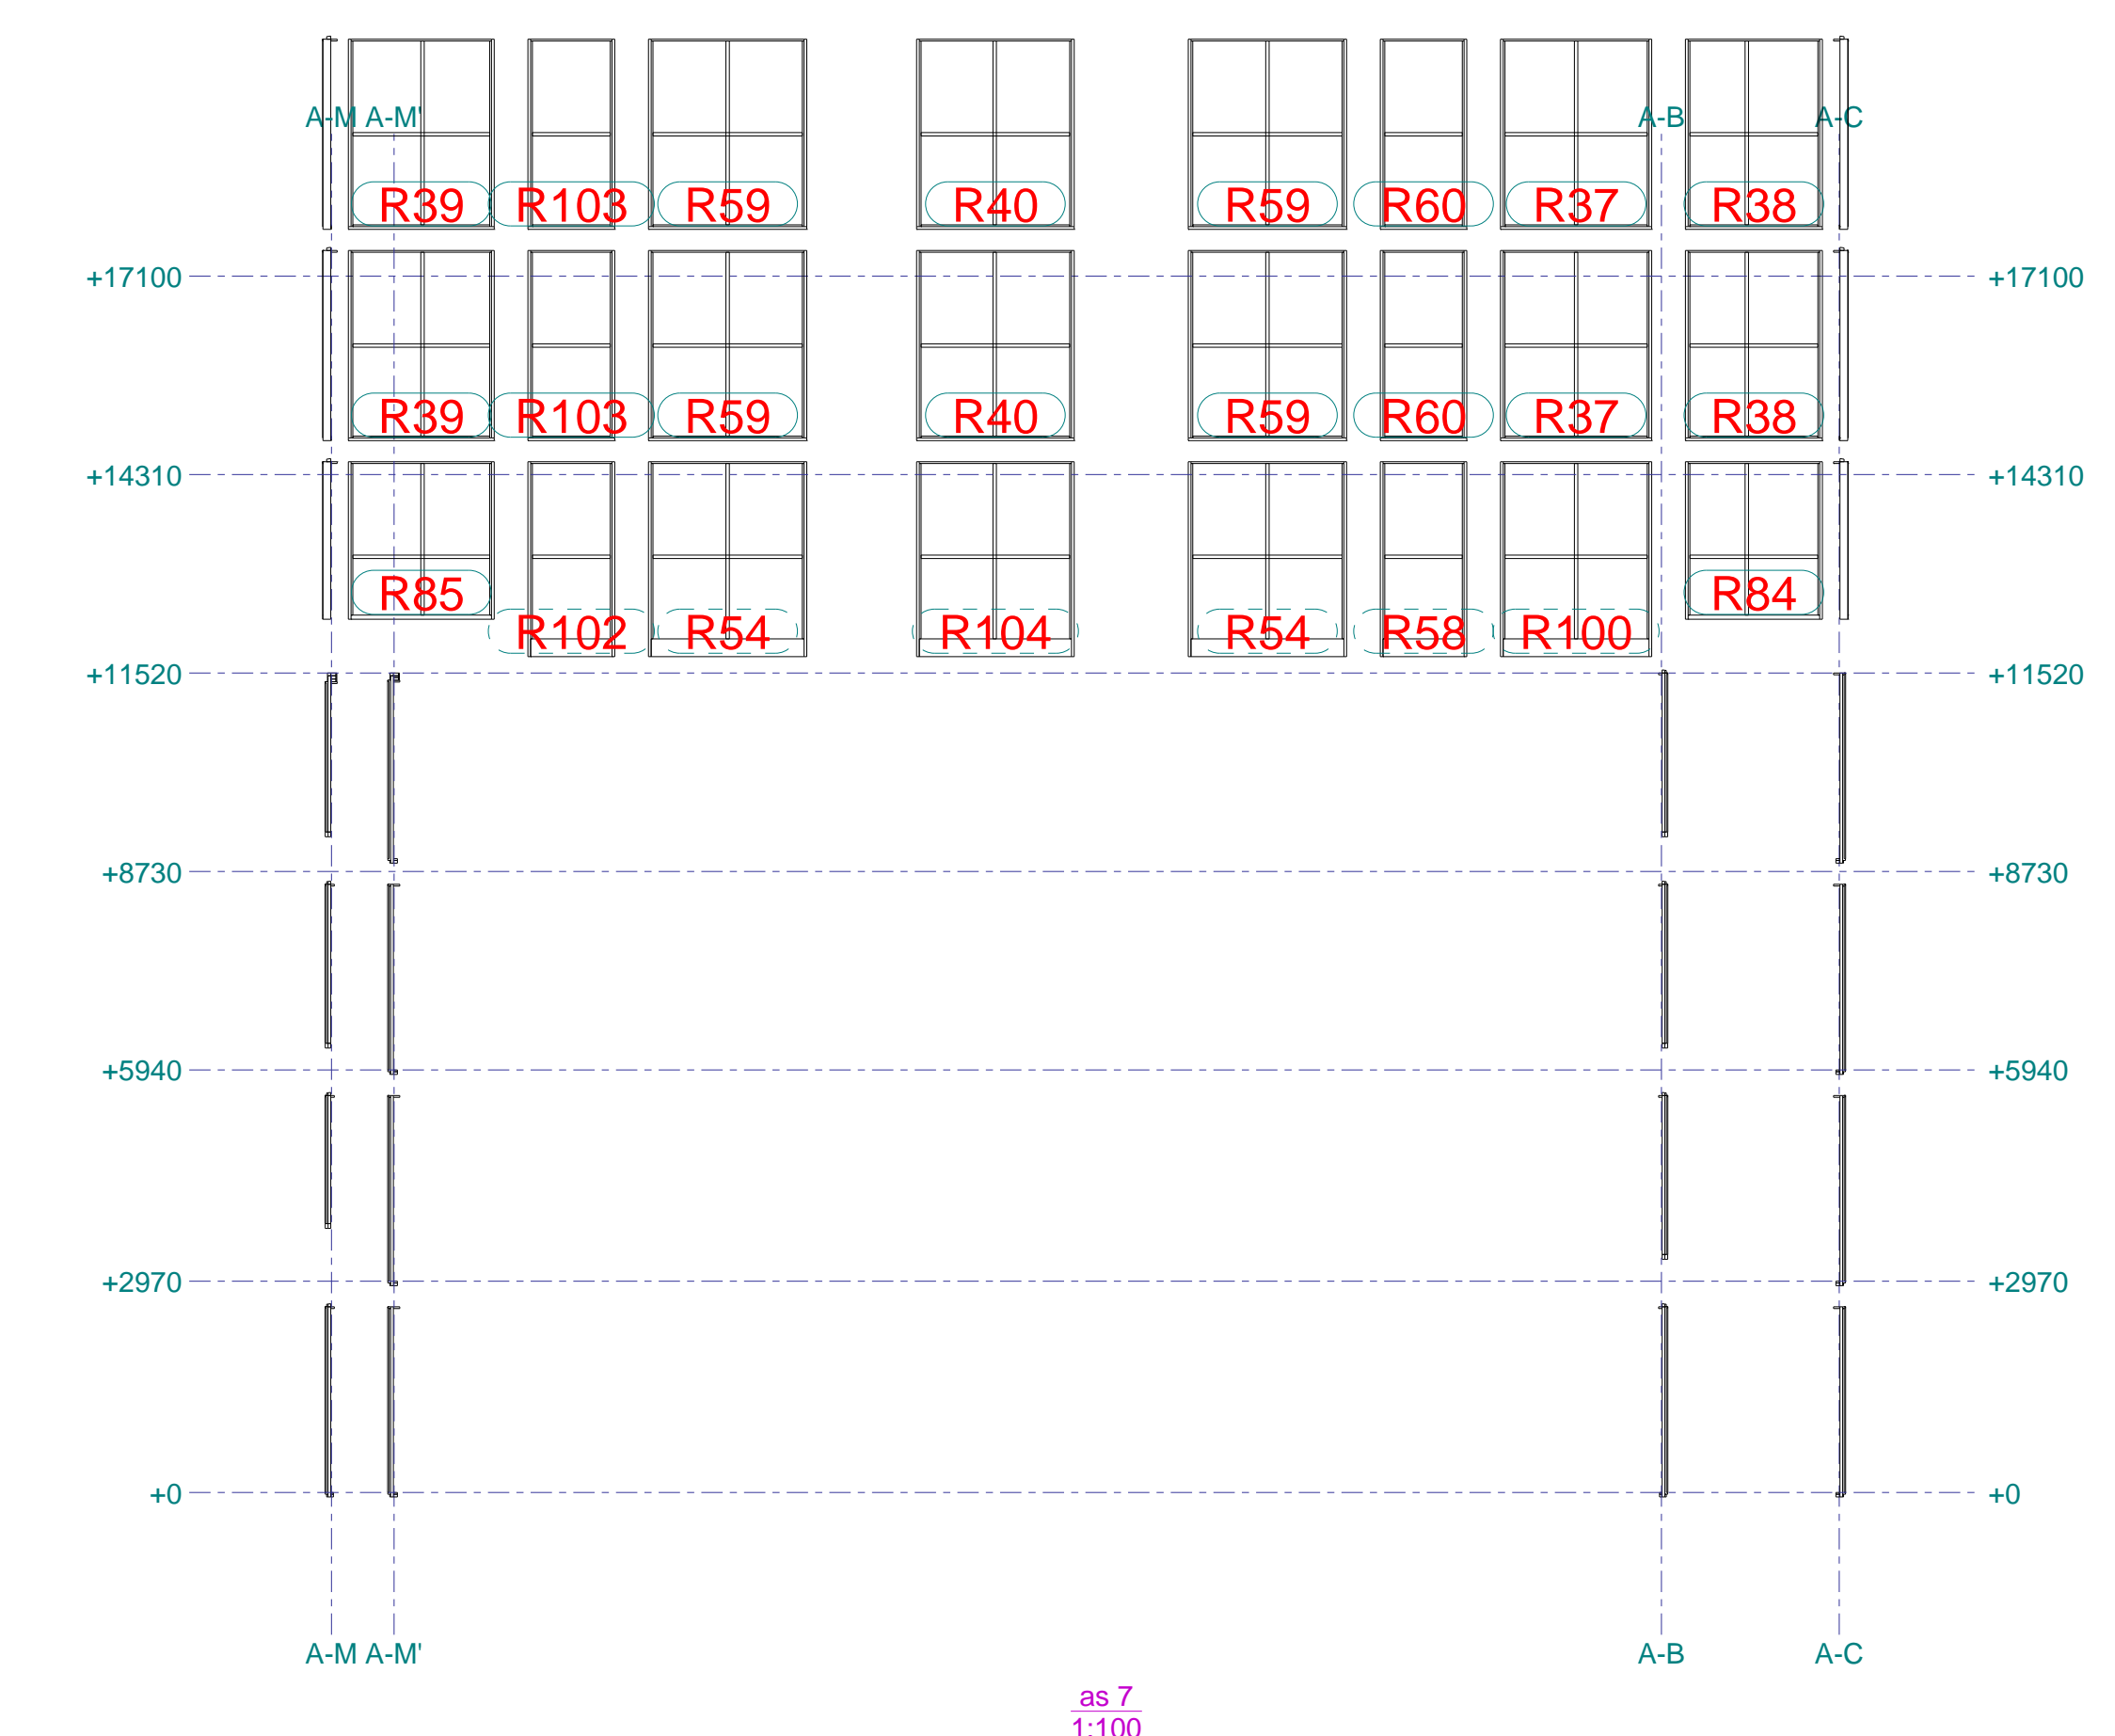 A-M A-M' A-B A-C
R39 R103 R59 R40 R59 R60 R37 R38
+17100 +17100
R39 R103 R59 R40 R59 R60 R37 R38
+14310 +14310
R85 R84
R102 R54 R104 R54 R58 R100
+11520 +11520
+8730 +8730
+5940 +5940
+2970 +2970
+0 +0
A-M A-M' A-B A-C
as 7
1:100